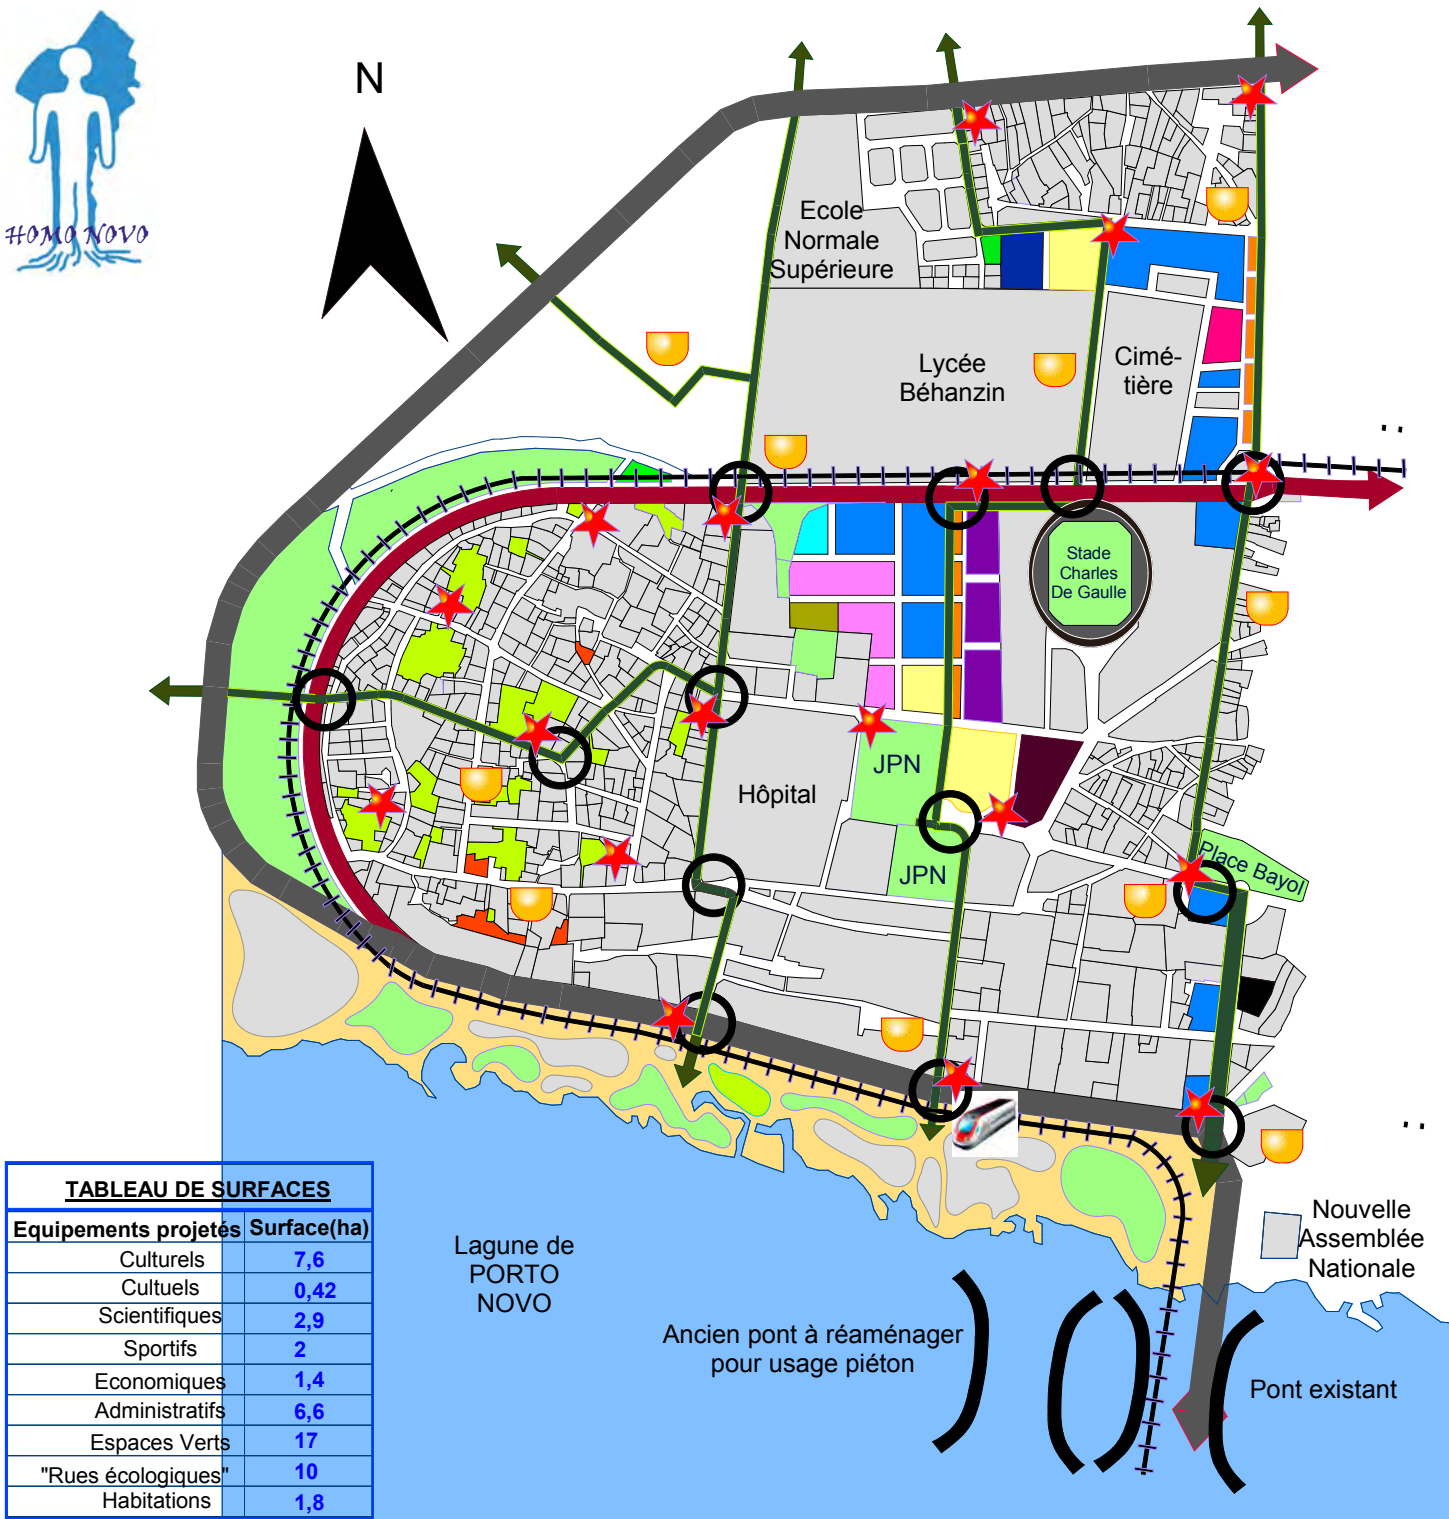 HOMO NOVO
N
Ecole
Normale
Supérieure
Lycée
Béhanzin
Cimé-
tière
Stade
Charles
De Gaulle
JPN
Hôpital
JPN
Place Bayol
Nouvelle
Assemblée
Nationale
Lagune de
PORTO
NOVO
Ancien pont à réaménager
pour usage piéton
Pont existant
TABLEAU DE SURFACES
Equipements projetés Surface(ha)
Culturels 7,6
Cultuels 0,42
Scientifiques 2,9
Sportifs 2
Economiques 1,4
Administratifs 6,6
Espaces Verts 17
"Rues écologiques" 10
Habitations 1,8